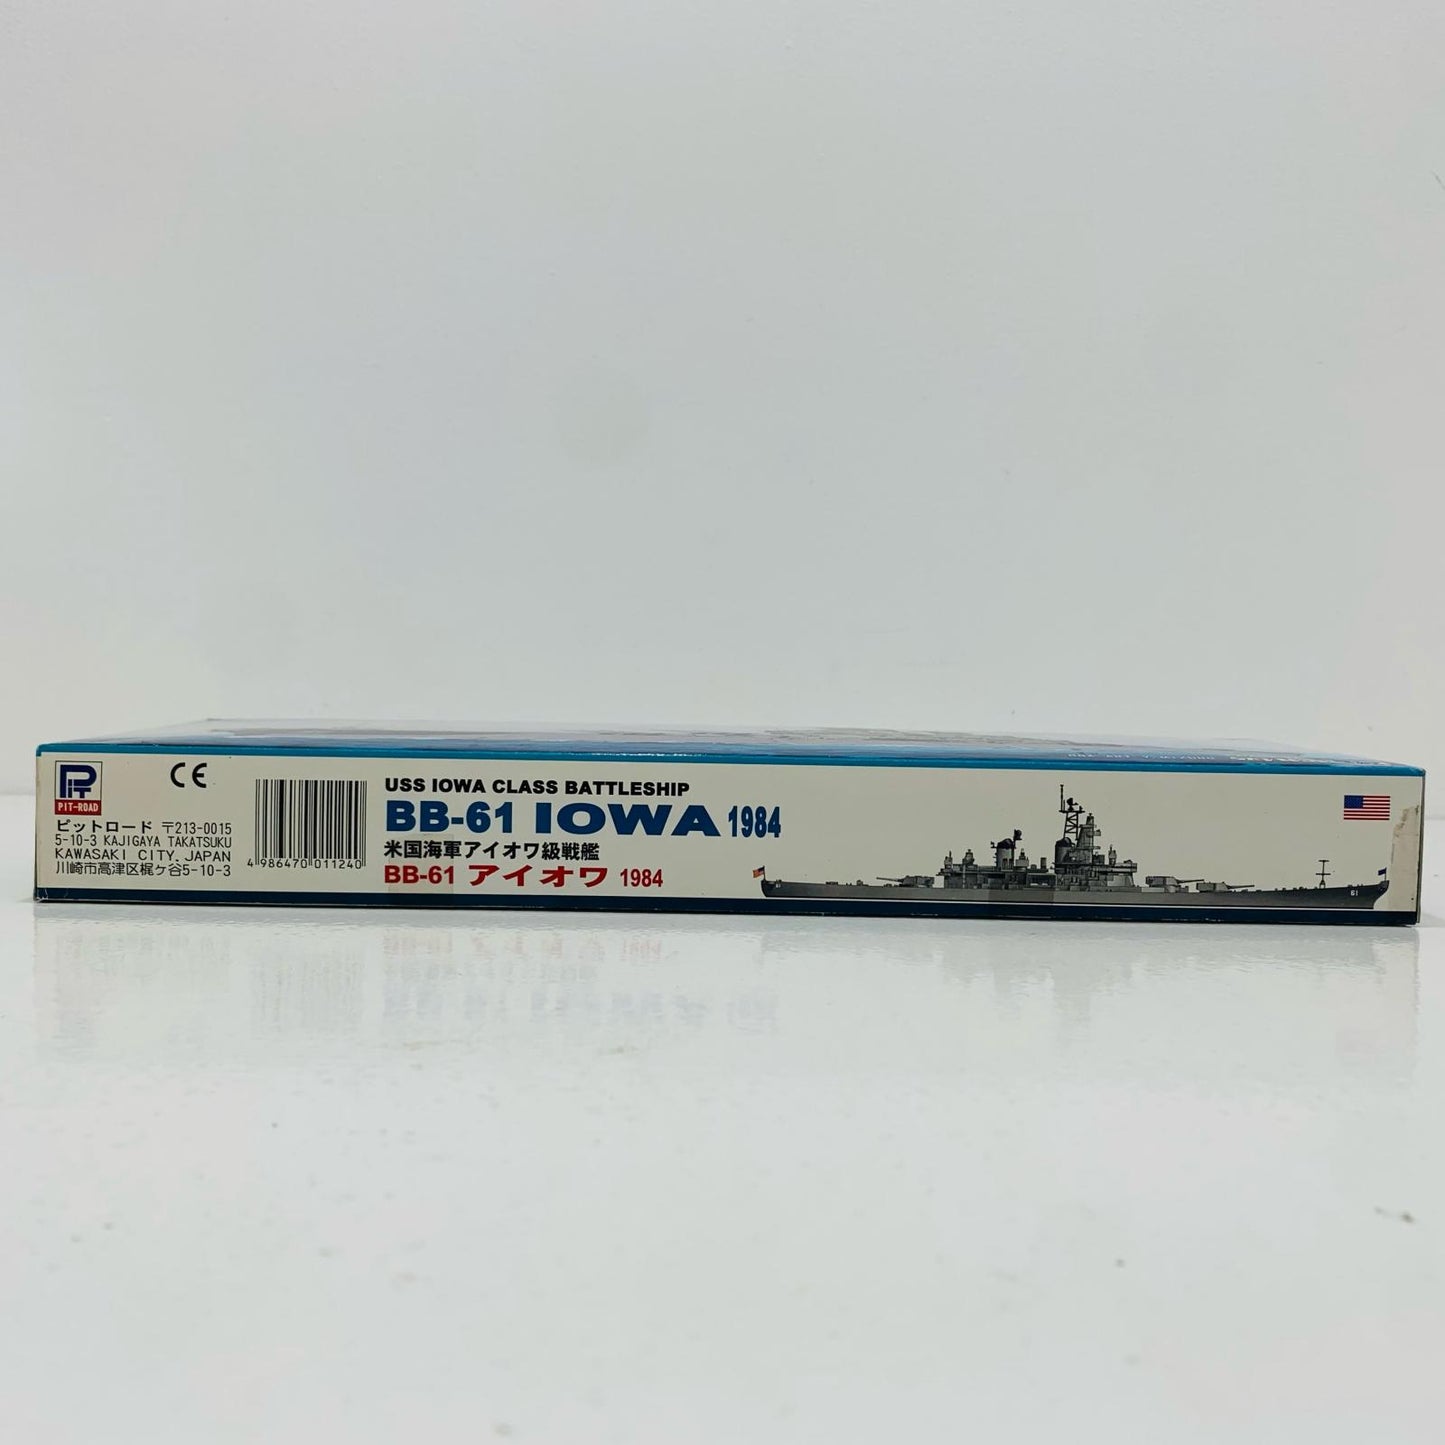 PIT-ROAD
CE
ピットロード 〒213-0015
5-10-3 KAJIGAYA TAKATSUKU
KAWASAKI CITY.JAPAN
川崎市高津区梶ケ谷5-10-3
4 986470 011240
USS IOWA CLASS BATTLESHIP
BB-61 IOWA 1984
米国海軍アイオワ級戦艦
BB-61 アイオワ 1984
61